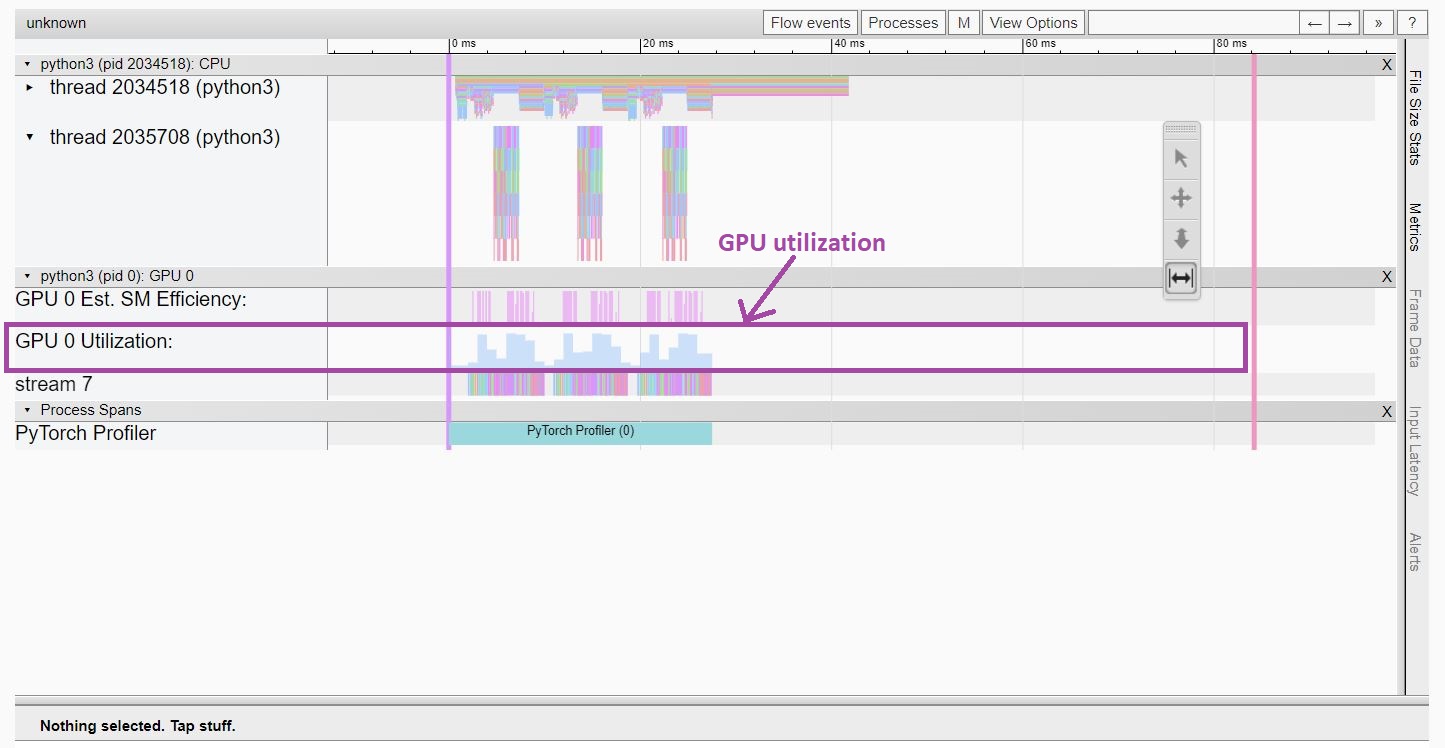 unknown
Flow events Processes M View Options ← → » ?
0 ms 20 ms 40 ms 60 ms 80 ms
▾ python3 (pid 2034518): CPU X
▸ thread 2034518 (python3)
▾ thread 2035708 (python3)
GPU utilization
▾ python3 (pid 0): GPU 0 X
GPU 0 Est. SM Efficiency:
GPU 0 Utilization:
stream 7
▾ Process Spans X
PyTorch Profiler PyTorch Profiler (0)
File Size Stats
Metrics
Frame Data
Input Latency
Alerts
Nothing selected. Tap stuff.